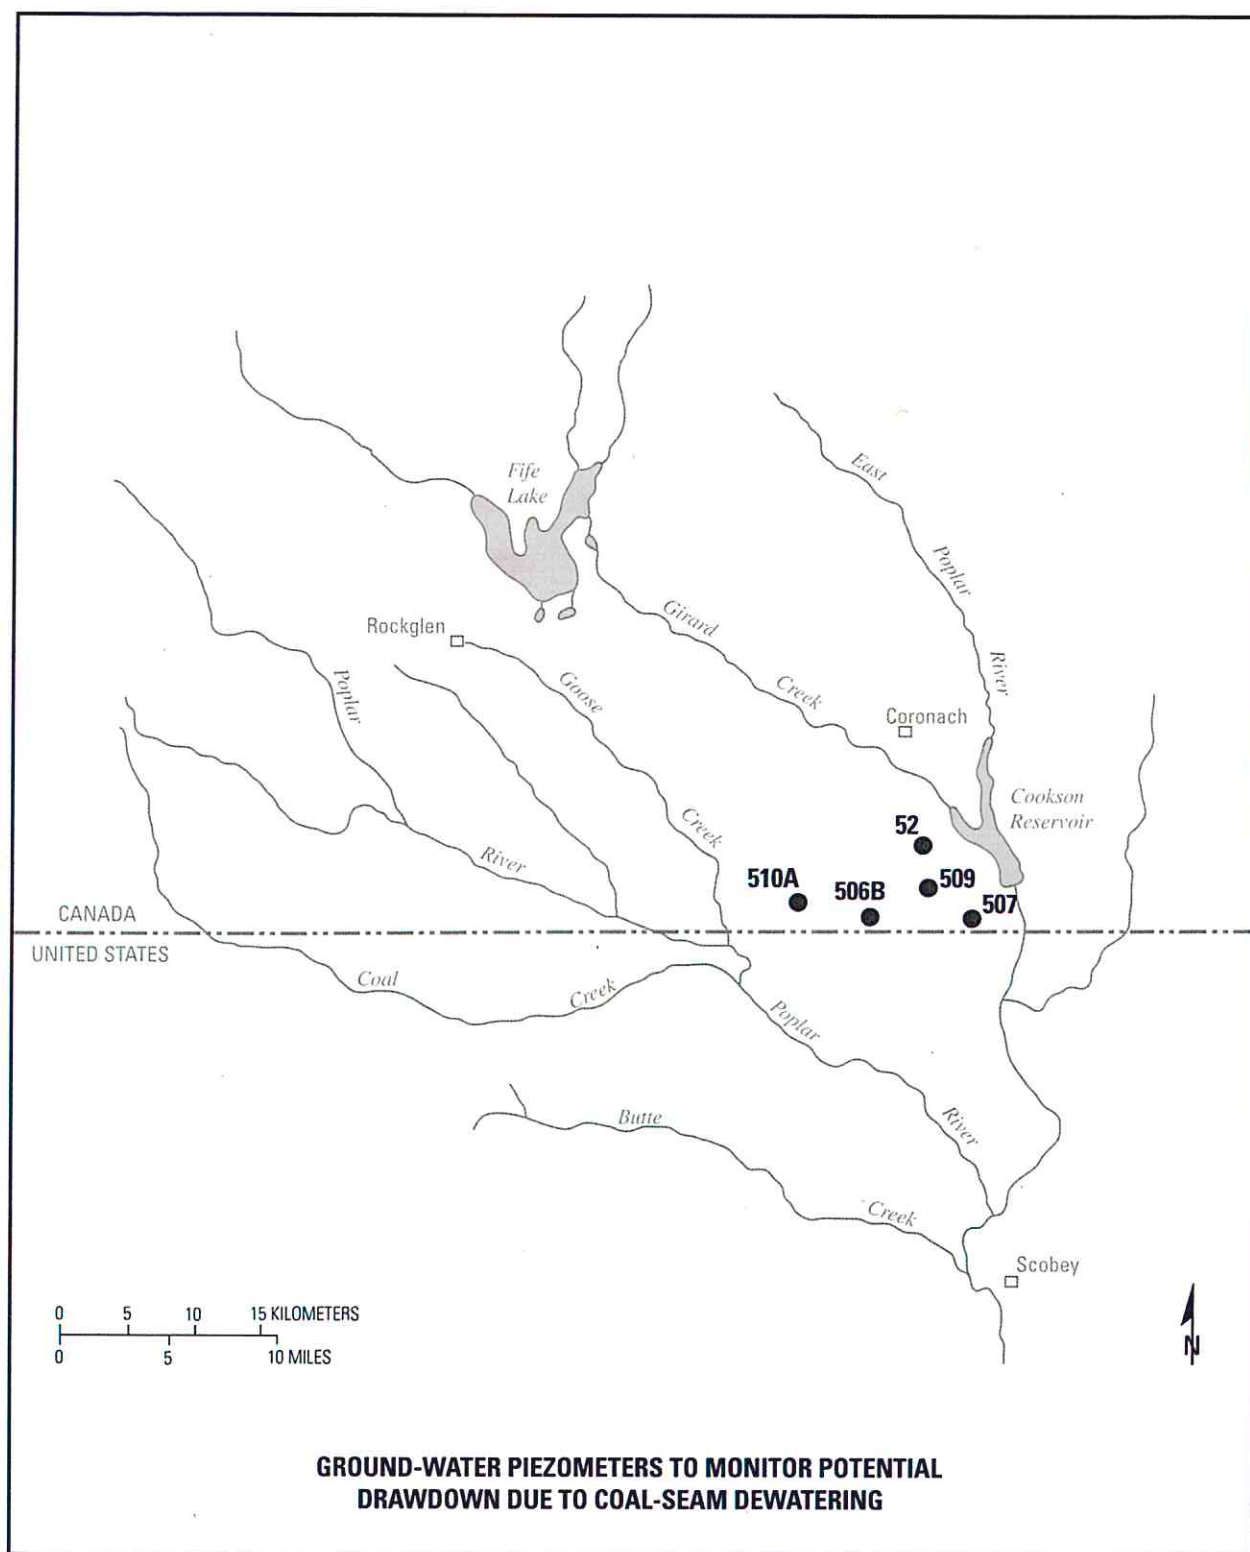 Fife
Lake
East
Poplar
River
Girard
Creek
Rockglen
Goose
Creek
Poplar
River
Coronach
Cookson
Reservoir
52
509
510A
506B
507
CANADA
UNITED STATES
Coal
Creek
Poplar
River
Butte
Creek
Scobey
0 5 10 15 KILOMETERS
0 5 10 MILES
N
GROUND-WATER PIEZOMETERS TO MONITOR POTENTIAL
DRAWDOWN DUE TO COAL-SEAM DEWATERING